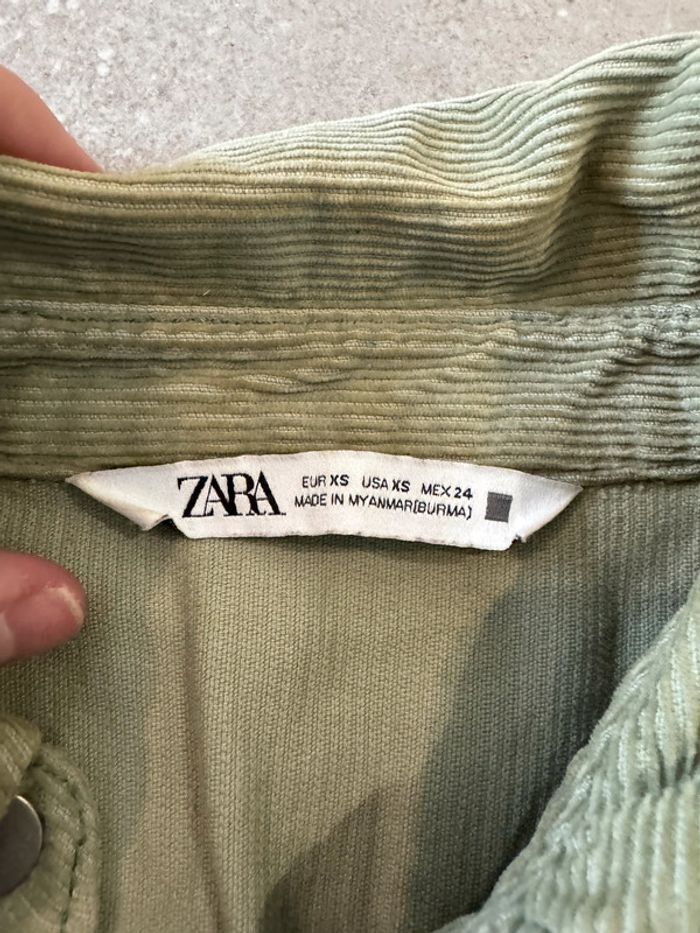 ZARA
EUR XS USA XS MEX 24
MADE IN MYANMAR(BURMA)